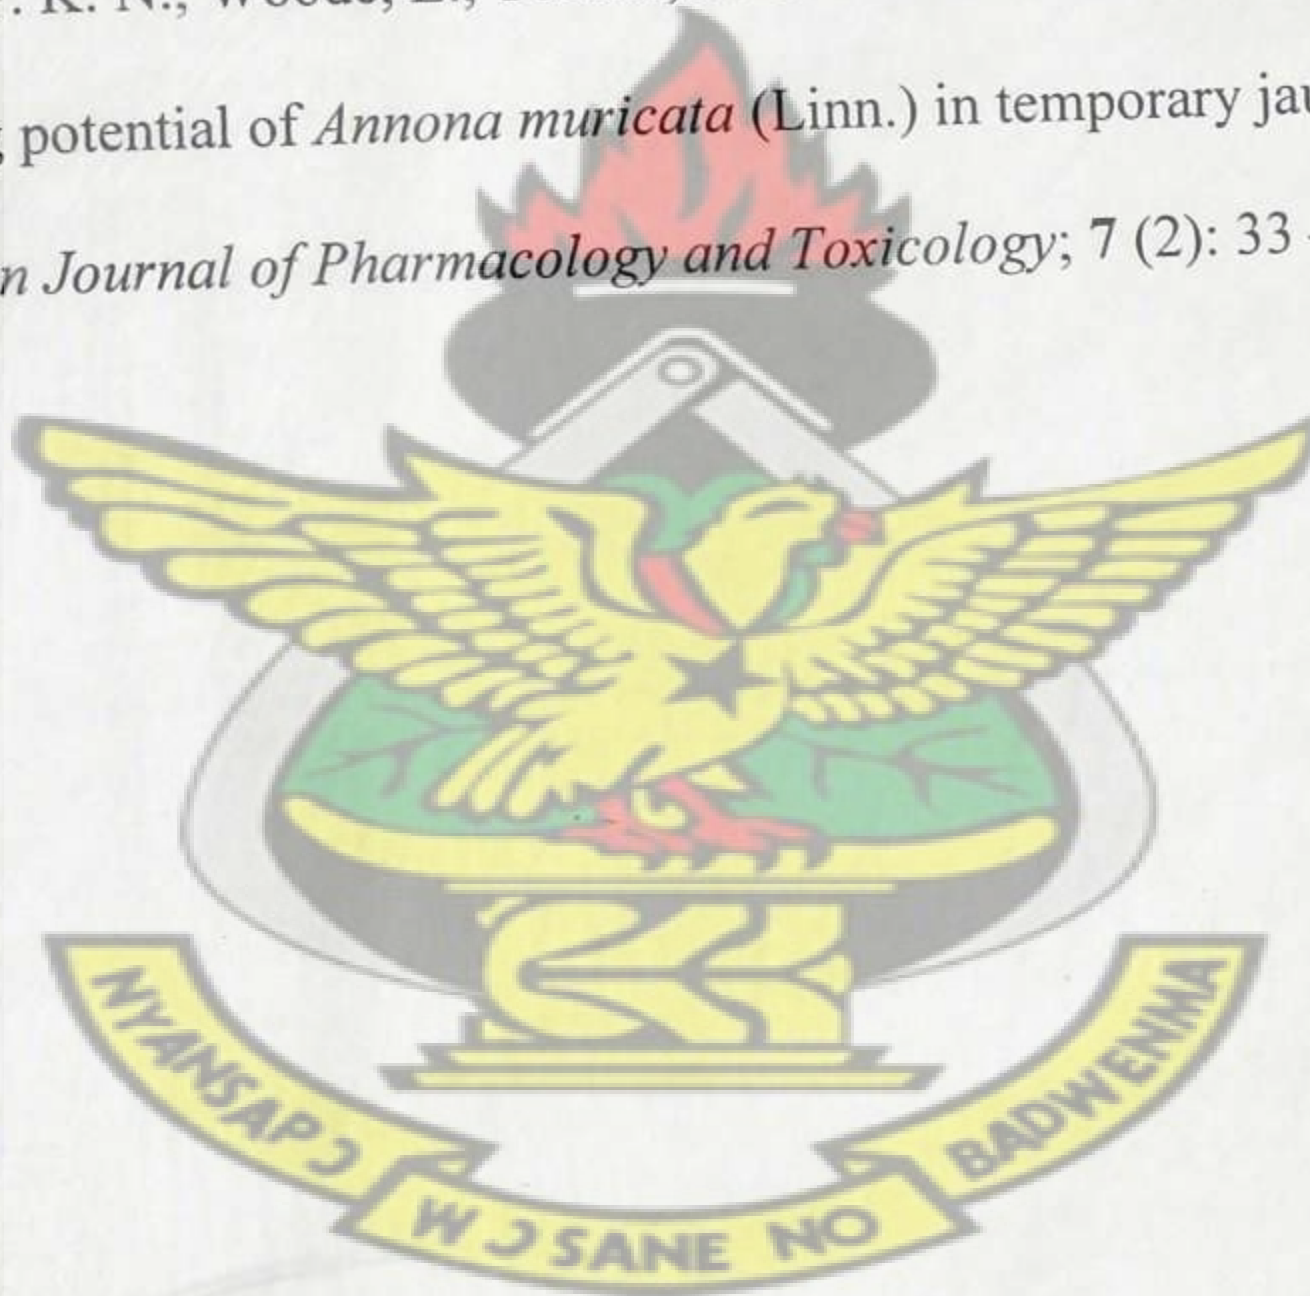 K. N.,
potential of Annona muricata (Linn.) in temporary
Journal of Pharmacology and Toxicology; 7 (2): 33
NYANSAPƆ
WƆSANE NO
BADWENMA